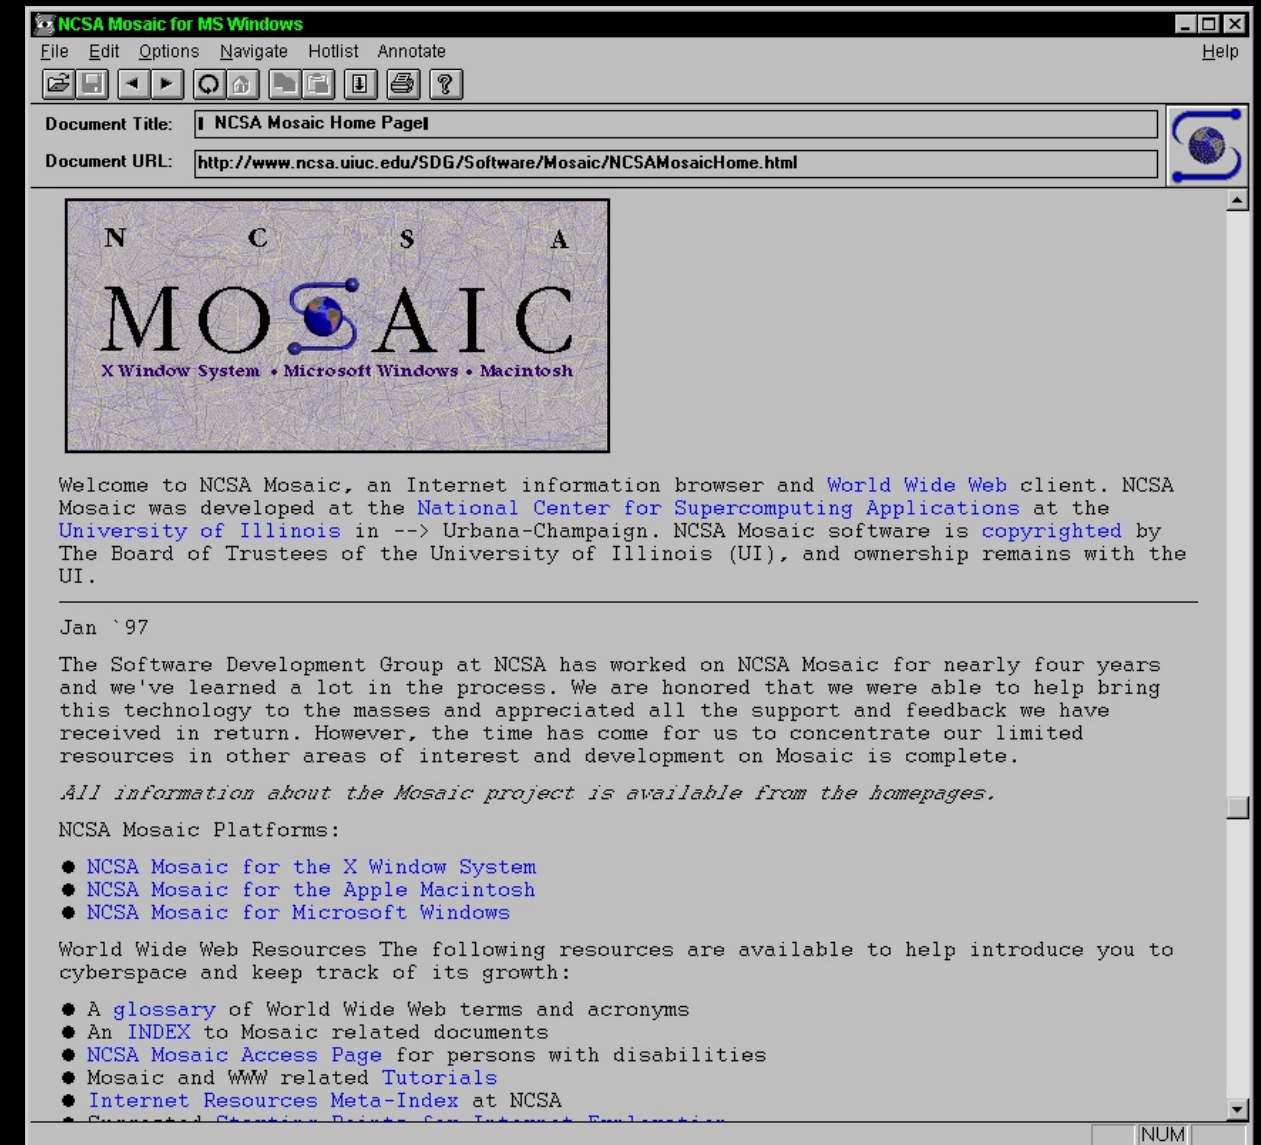 NCSA Mosaic for MS Windows
File Edit Options Navigate Hotlist Annotate Help
Document Title: NCSA Mosaic Home Page
Document URL: http://www.ncsa.uiuc.edu/SDG/Software/Mosaic/NCSAMosaicHome.html
N C S A
MOSAIC
X Window System • Microsoft Windows • Macintosh
Welcome to NCSA Mosaic, an Internet information browser and World Wide Web client. NCSA
Mosaic was developed at the National Center for Supercomputing Applications at the
University of Illinois in --> Urbana-Champaign. NCSA Mosaic software is copyrighted by
The Board of Trustees of the University of Illinois (UI), and ownership remains with the
UI.
Jan `97
The Software Development Group at NCSA has worked on NCSA Mosaic for nearly four years
and we've learned a lot in the process. We are honored that we were able to help bring
this technology to the masses and appreciated all the support and feedback we have
received in return. However, the time has come for us to concentrate our limited
resources in other areas of interest and development on Mosaic is complete.
All information about the Mosaic project is available from the homepages.
NCSA Mosaic Platforms:
● NCSA Mosaic for the X Window System
● NCSA Mosaic for the Apple Macintosh
● NCSA Mosaic for Microsoft Windows
World Wide Web Resources The following resources are available to help introduce you to
cyberspace and keep track of its growth:
● A glossary of World Wide Web terms and acronyms
● An INDEX to Mosaic related documents
● NCSA Mosaic Access Page for persons with disabilities
● Mosaic and WWW related Tutorials
● Internet Resources Meta-Index at NCSA
● Suggested Starting Points for Internet Exploration
NUM